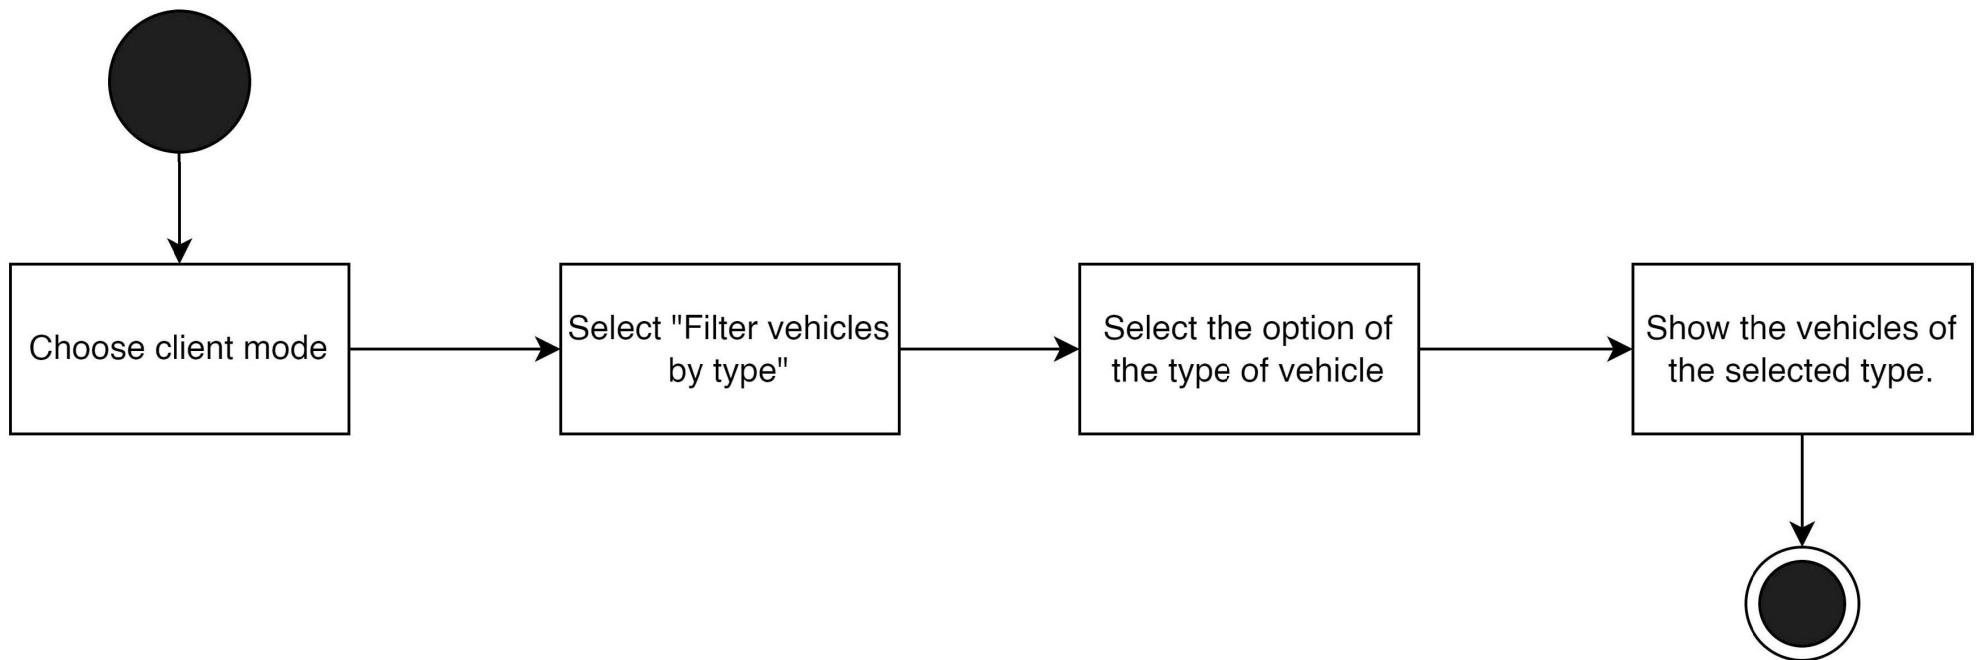 Choose client mode
Select "Filter vehicles
by type"
Select the option of
the type of vehicle
Show the vehicles of
the selected type.